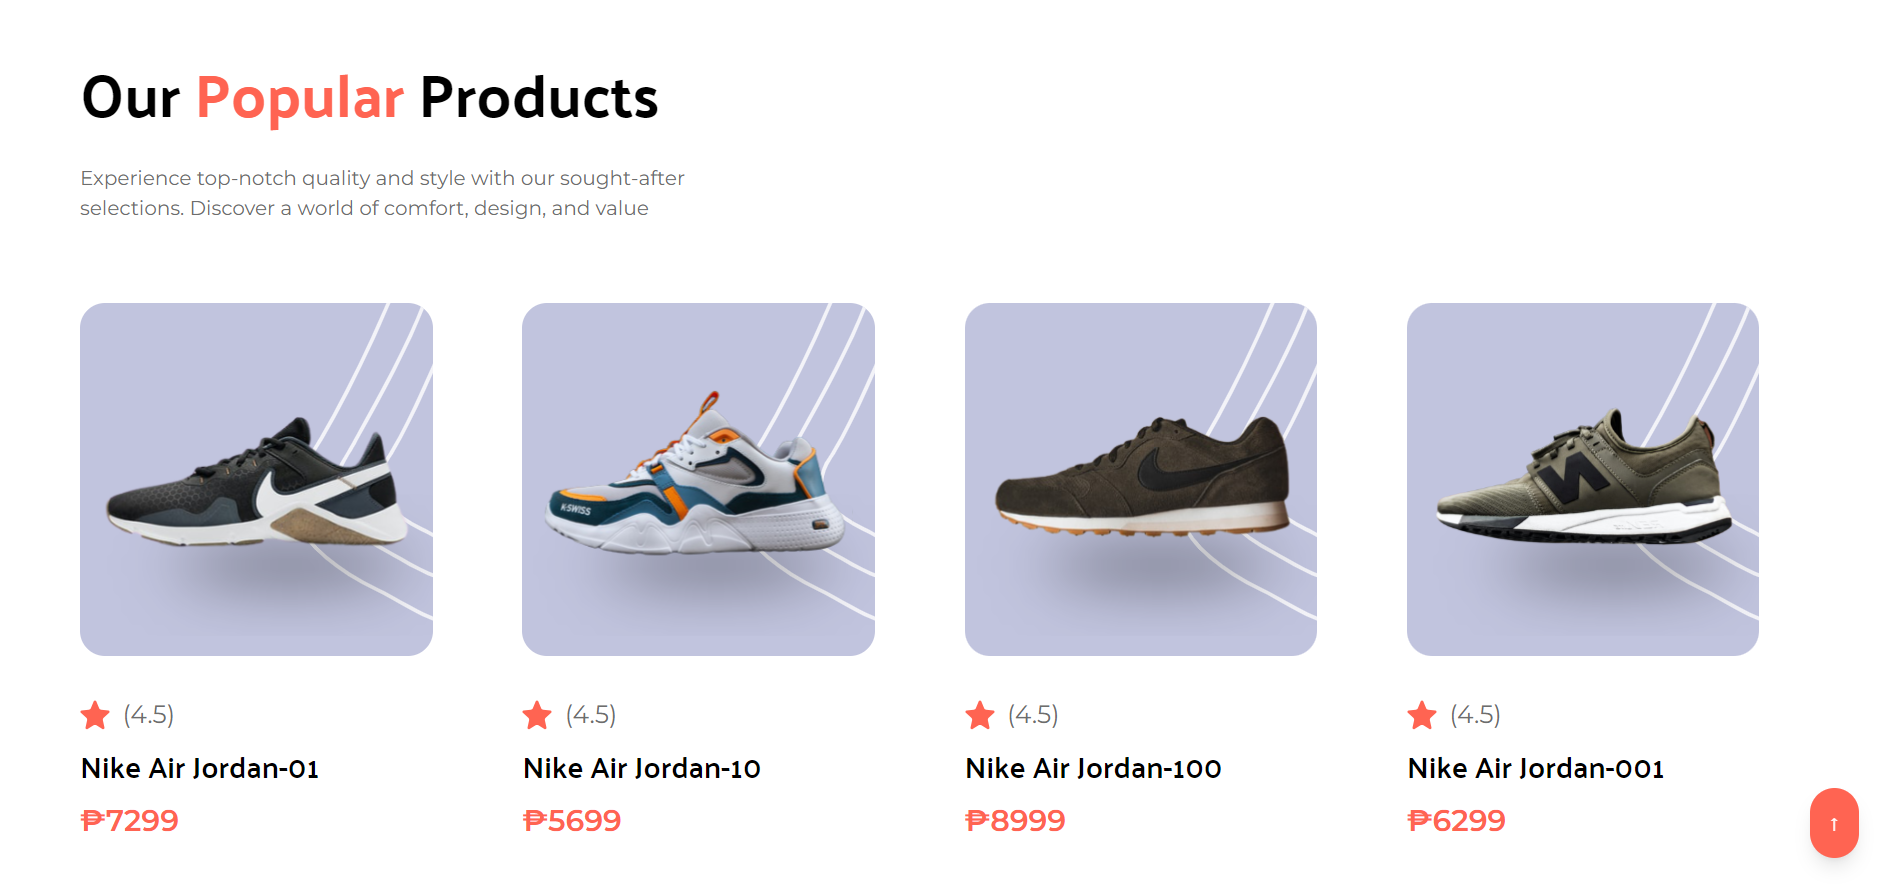 Our Popular Products
Experience top-notch quality and style with our sought-after
selections. Discover a world of comfort, design, and value
K·SWISS
N
(4.5)
(4.5)
(4.5)
(4.5)
Nike Air Jordan-01
Nike Air Jordan-10
Nike Air Jordan-100
Nike Air Jordan-001
₱7299
₱5699
₱8999
₱6299
↑